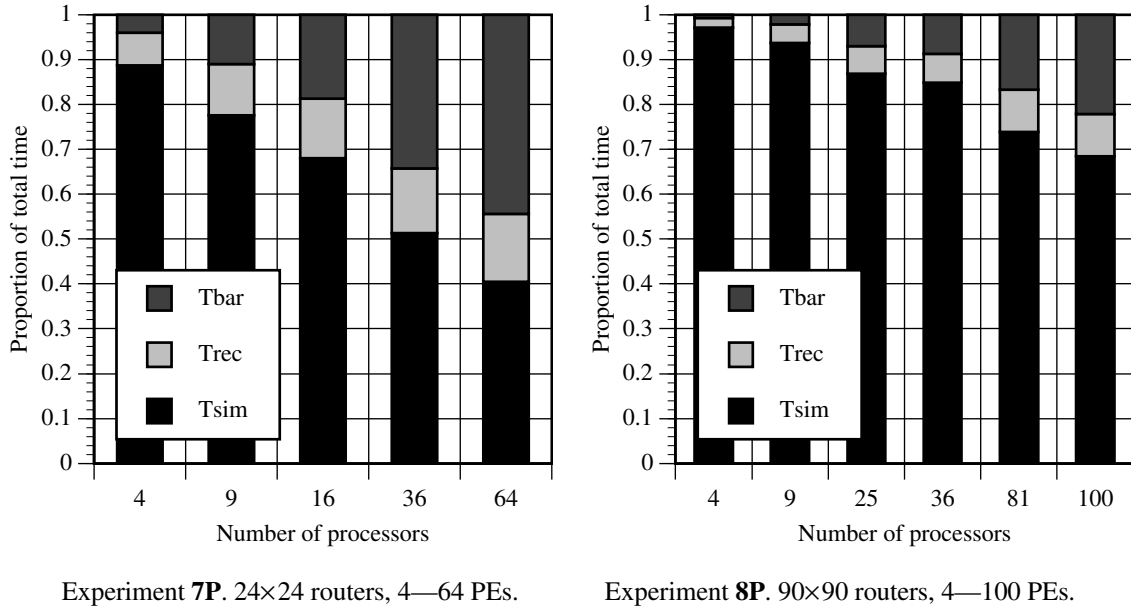 Proportion of total time
1
0.9
0.8
0.7
0.6
0.5
0.4
0.3
0.2
0.1
0
Tbar
Trec
Tsim
4 9 16 36 64
Number of processors
Experiment 7P. 24×24 routers, 4—64 PEs.
Proportion of total time
1
0.9
0.8
0.7
0.6
0.5
0.4
0.3
0.2
0.1
0
Tbar
Trec
Tsim
4 9 25 36 81 100
Number of processors
Experiment 8P. 90×90 routers, 4—100 PEs.